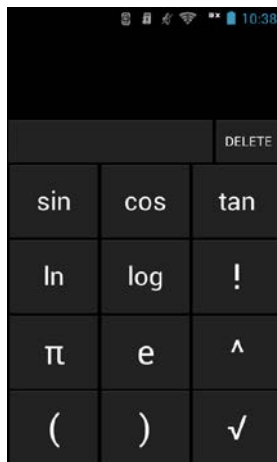 10:38
DELETE
sin cos tan
ln log !
π e ^
( ) √